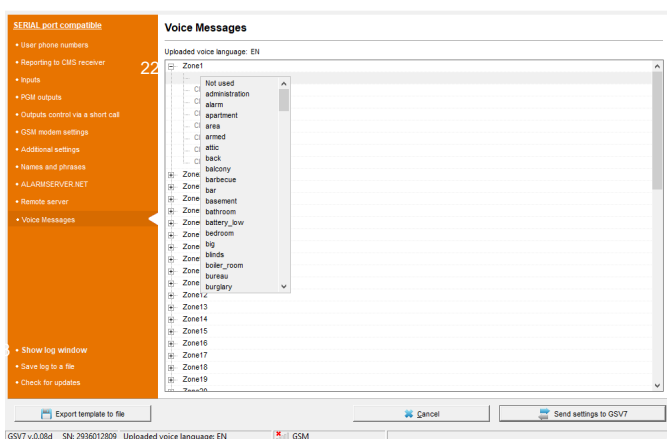 SERIAL port compatible
• User phone numbers
• Reporting to CMS receiver
• Inputs
• PGM outputs
• Outputs control via a short call
• GSM modem settings
• Additional settings
• Names and phrases
• ALARMSERVER.NET
• Remote server
• Voice Messages
• Show log window
• Save log to a file
• Check for updates
22
Voice Messages
Uploaded voice language: EN
Zone1
Not used
administration
alarm
apartment
area
armed
attic
back
balcony
barbecue
bar
basement
bathroom
battery_low
bedroom
big
blinds
boiler_room
bureau
burglary
Zone12
Zone13
Zone14
Zone15
Zone16
Zone17
Zone18
Zone19
Zone20
Export template to file
Cancel
Send settings to GSV7
GSV7 v.0.08d SN: 2936012809 Uploaded voice language: EN
GSM